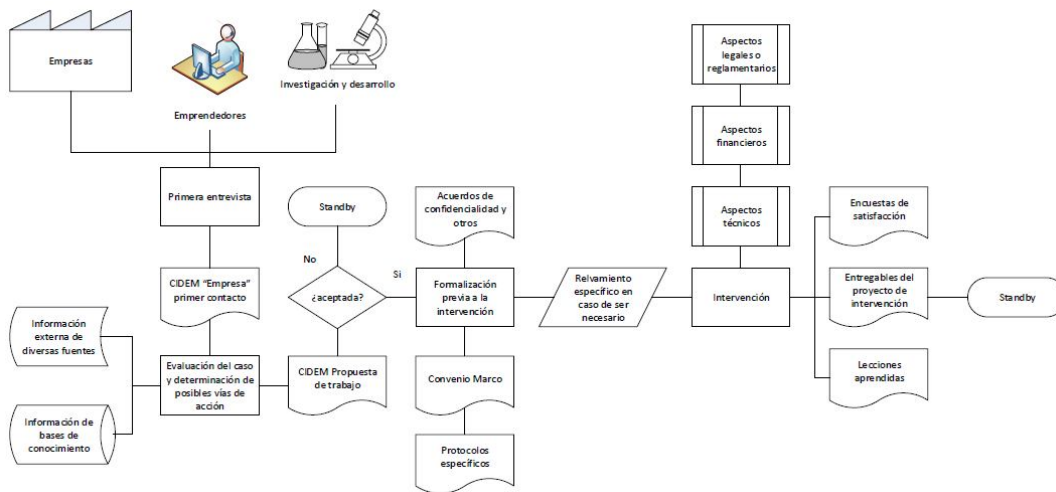 Empresas
Emprendedores
Investigación y desarrollo
Primera entrevista
CIDEM “Empresa”
primer contacto
Información
externa de
diversas fuentes
Información de
bases de
conocimiento
Evaluación del caso
y determinación de
posibles vías de
acción
CIDEM Propuesta
de trabajo
¿aceptada?
No
Standby
Si
Acuerdos de
confidencialidad y
otros
Formalización
previa a la
intervención
Convenio Marco
Protocolos
específicos
Relvamiento
específico en
caso de ser
necesario
Aspectos
legales o
reglamentarios
Aspectos
financieros
Aspectos
técnicos
Intervención
Encuestas de
satisfacción
Entregables del
proyecto de
intervención
Lecciones
aprendidas
Standby